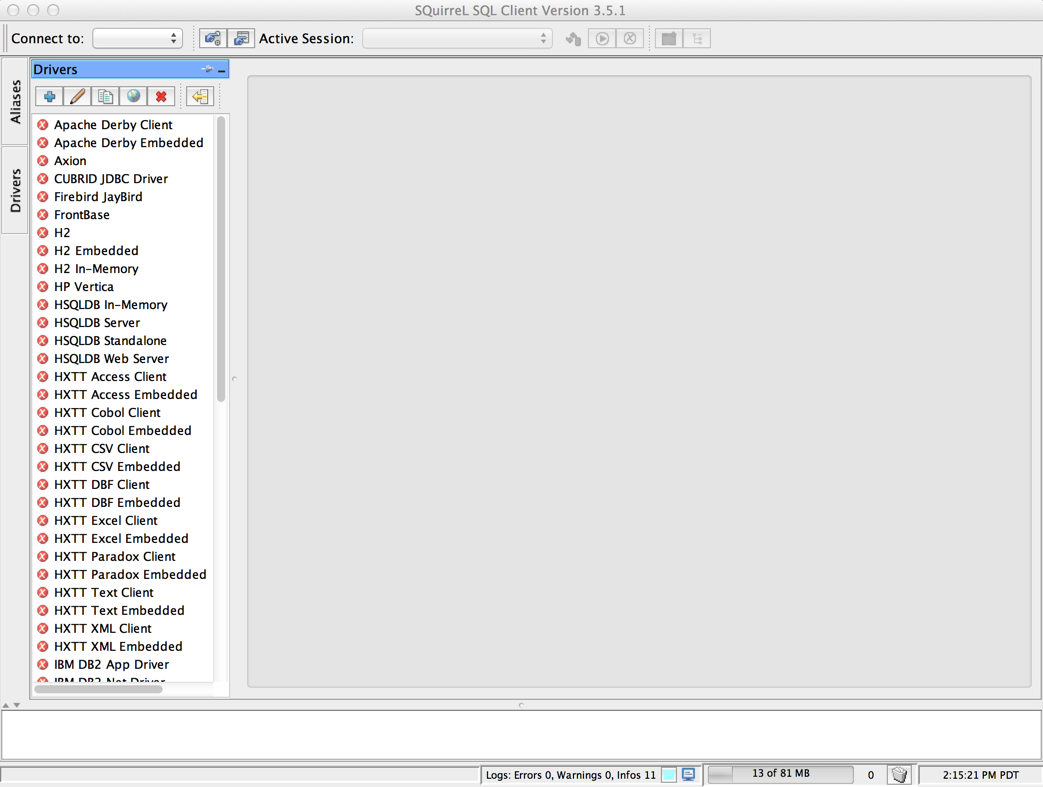 SQuirreL SQL Client Version 3.5.1
Connect to:
Active Session:
Aliases
Drivers
Drivers
Apache Derby Client
Apache Derby Embedded
Axion
CUBRID JDBC Driver
Firebird JayBird
FrontBase
H2
H2 Embedded
H2 In-Memory
HP Vertica
HSQLDB In-Memory
HSQLDB Server
HSQLDB Standalone
HSQLDB Web Server
HXTT Access Client
HXTT Access Embedded
HXTT Cobol Client
HXTT Cobol Embedded
HXTT CSV Client
HXTT CSV Embedded
HXTT DBF Client
HXTT DBF Embedded
HXTT Excel Client
HXTT Excel Embedded
HXTT Paradox Client
HXTT Paradox Embedded
HXTT Text Client
HXTT Text Embedded
HXTT XML Client
HXTT XML Embedded
IBM DB2 App Driver
IBM DB2 Net Driver
Logs: Errors 0, Warnings 0, Infos 11
13 of 81 MB
0
2:15:21 PM PDT